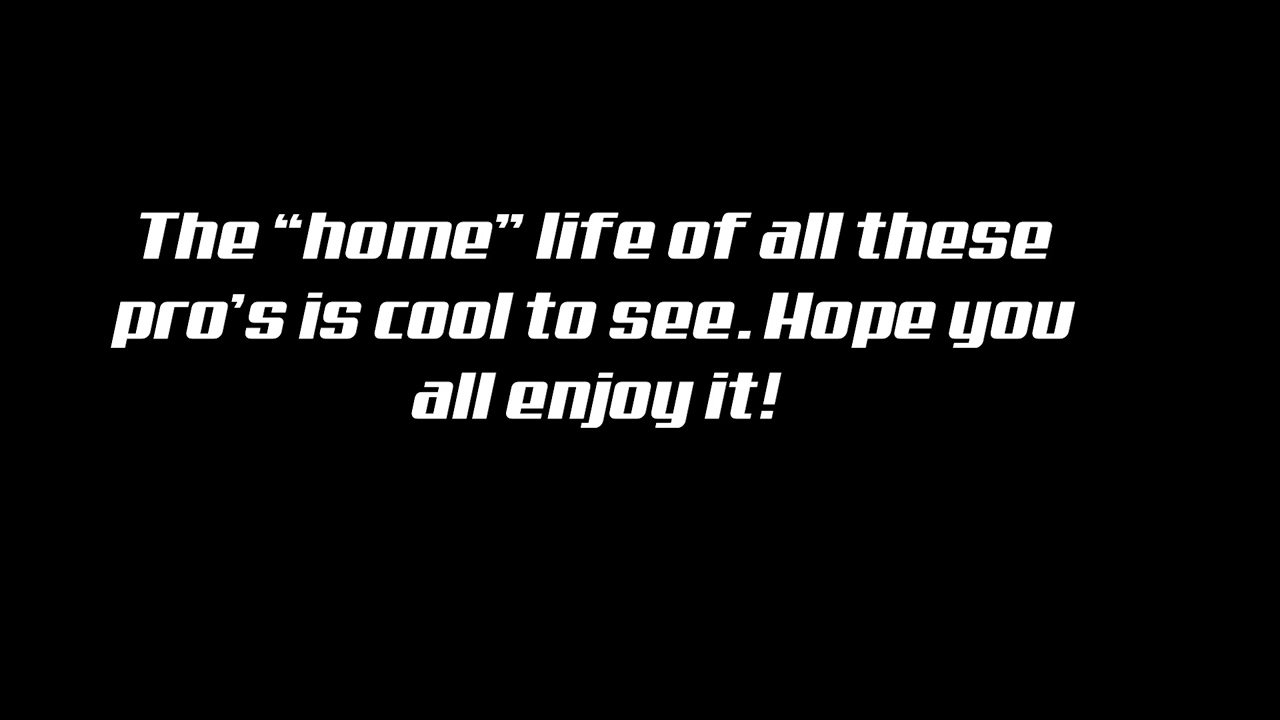 The “home” life of all these
pro’s is cool to see. Hope you
all enjoy it!